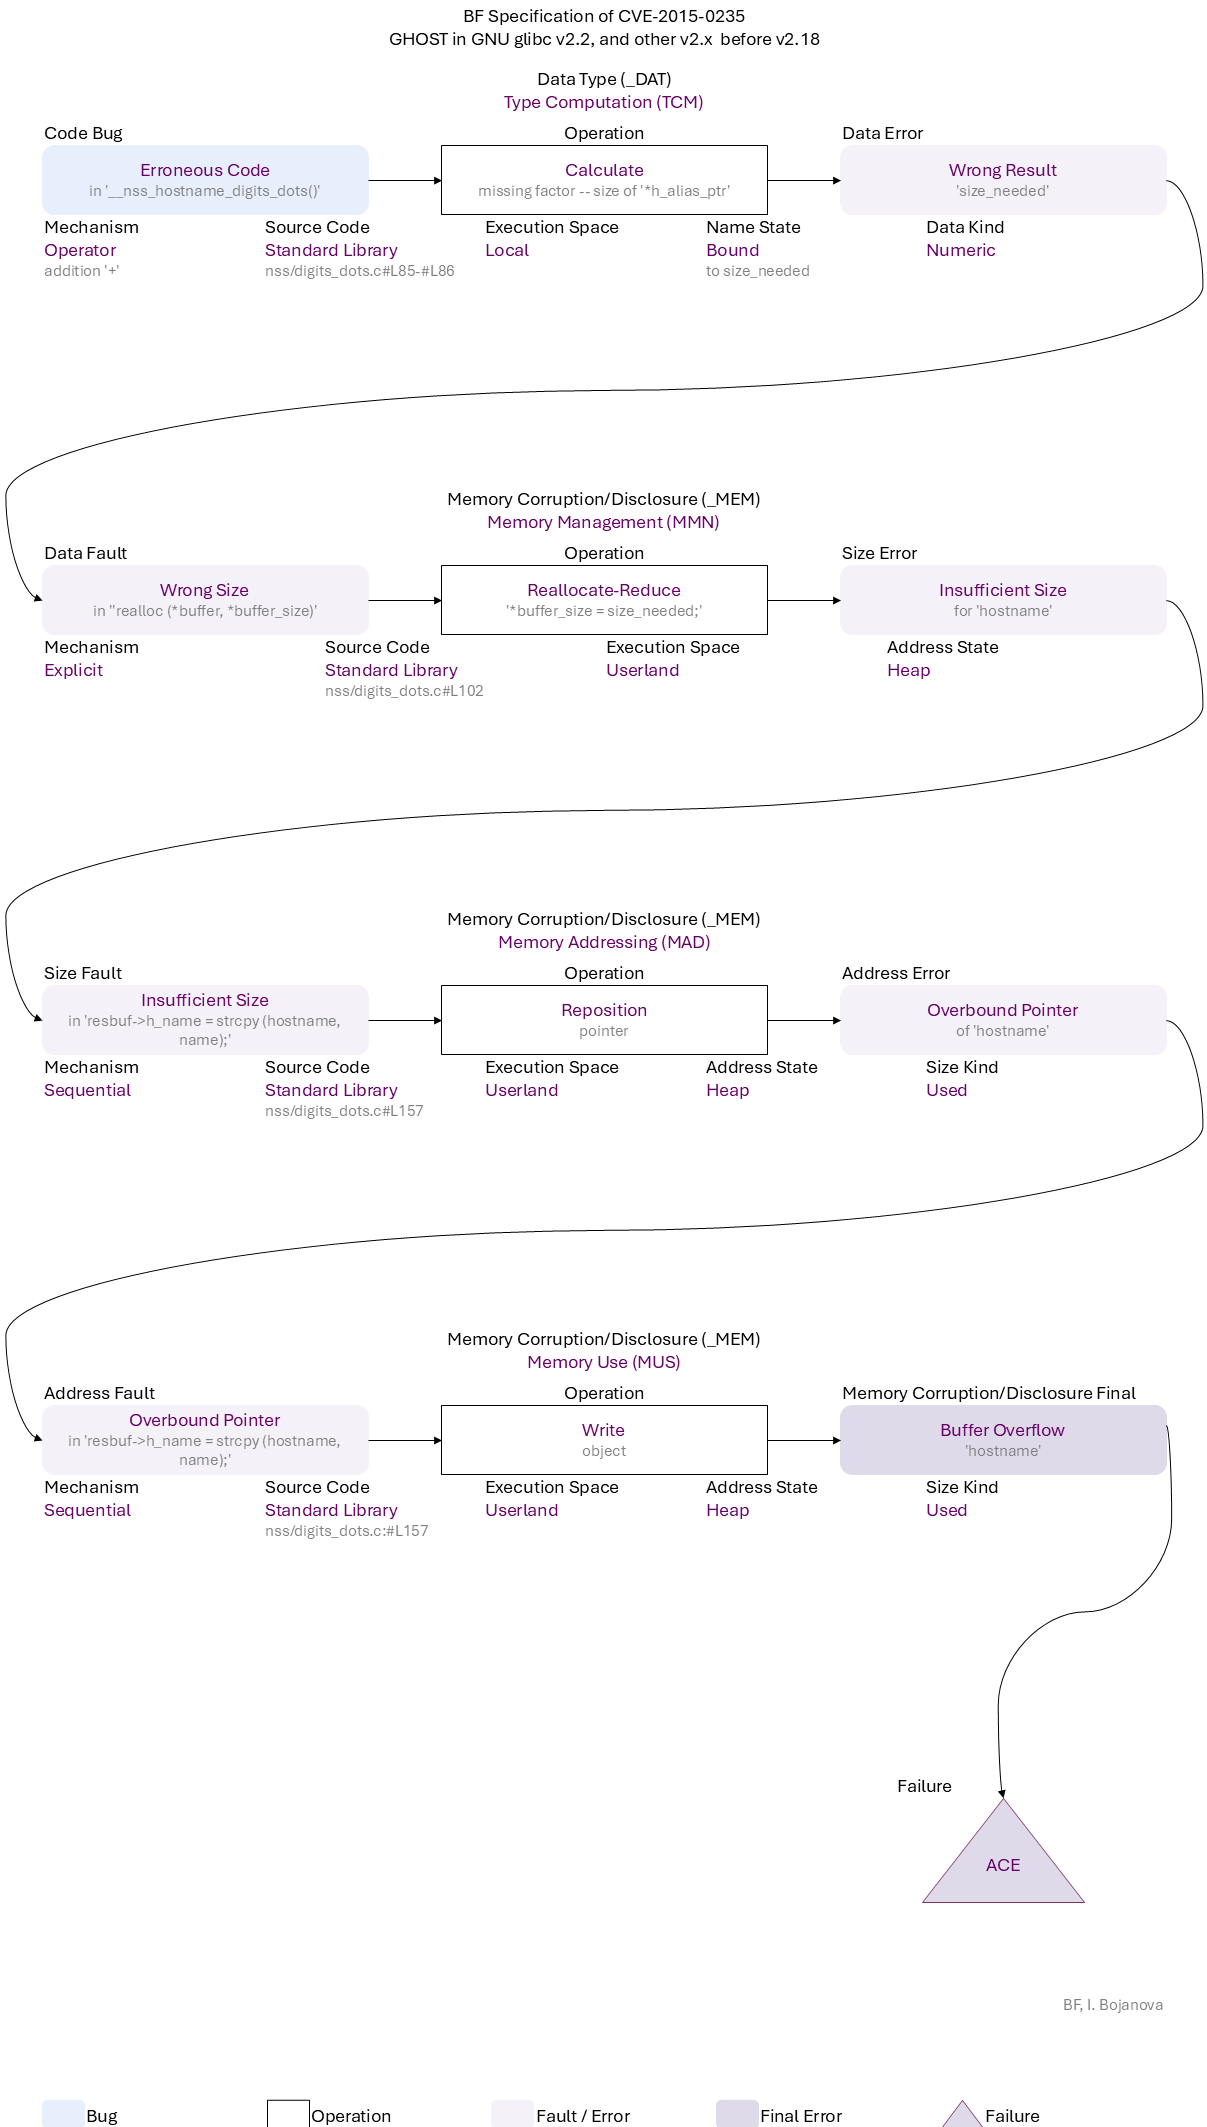 BF Specification of CVE-2015-0235
GHOST in GNU glibc v2.2, and other v2.x before v2.18
Data Type (_DAT)
Type Computation (TCM)
Code Bug
Operation
Data Error
Erroneous Code
in '__nss_hostname_digits_dots()'
Calculate
missing factor -- size of '*h_alias_ptr'
Wrong Result
'size_needed'
Mechanism
Operator
addition '+'
Source Code
Standard Library
nss/digits_dots.c#L85-#L86
Execution Space
Local
Name State
Bound
to size_needed
Data Kind
Numeric
Memory Corruption/Disclosure (_MEM)
Memory Management (MMN)
Data Fault
Operation
Size Error
Wrong Size
in "realloc (*buffer, *buffer_size)'
Reallocate-Reduce
'*buffer_size = size_needed;'
Insufficient Size
for 'hostname'
Mechanism
Explicit
Source Code
Standard Library
nss/digits_dots.c#L102
Execution Space
Userland
Address State
Heap
Memory Corruption/Disclosure (_MEM)
Memory Addressing (MAD)
Size Fault
Operation
Address Error
Insufficient Size
in 'resbuf->h_name = strcpy (hostname,
name);'
Reposition
pointer
Overbound Pointer
of 'hostname'
Mechanism
Sequential
Source Code
Standard Library
nss/digits_dots.c#L157
Execution Space
Userland
Address State
Heap
Size Kind
Used
Memory Corruption/Disclosure (_MEM)
Memory Use (MUS)
Address Fault
Operation
Memory Corruption/Disclosure Final
Overbound Pointer
in 'resbuf->h_name = strcpy (hostname,
name);'
Write
object
Buffer Overflow
'hostname'
Mechanism
Sequential
Source Code
Standard Library
nss/digits_dots.c:#L157
Execution Space
Userland
Address State
Heap
Size Kind
Used
Failure
ACE
BF, I. Bojanova
Bug
Operation
Fault / Error
Final Error
Failure